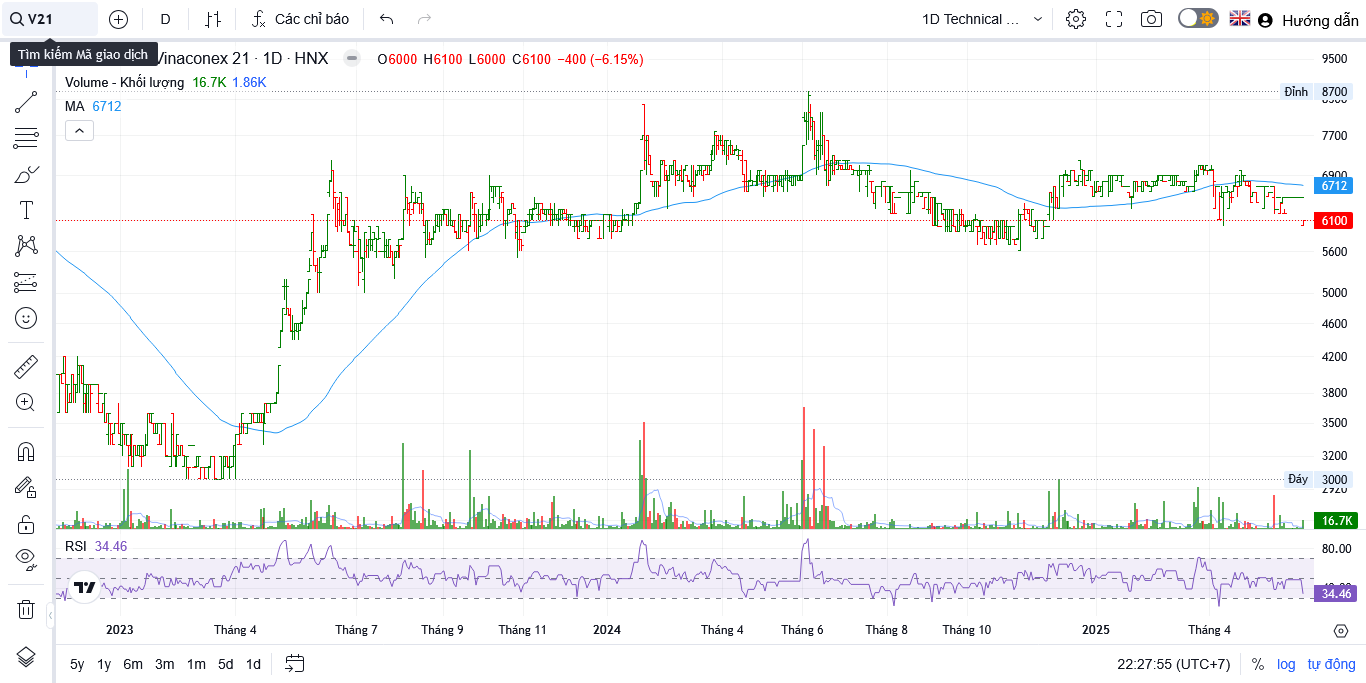 V21
D
Các chỉ báo
1D Technical ...
Hướng dẫn
Tìm kiếm Mã giao dịch
Vinaconex 21 · 1D · HNX
O6000 H6100 L6000 C6100 −400 (−6.15%)
Volume - Khối lượng 16.7K 1.86K
MA 6712
9500
Đỉnh 8700
8500
7700
6900
6712
6100
5600
5000
4600
4200
3800
3500
3200
Đáy 3000
2920
16.7K
RSI 34.46
80.00
40.00
34.46
2023 Tháng 4 Tháng 7 Tháng 9 Tháng 11 2024 Tháng 4 Tháng 6 Tháng 8 Tháng 10 2025 Tháng 4
5y 1y 6m 3m 1m 5d 1d
22:27:55 (UTC+7) % log tự động